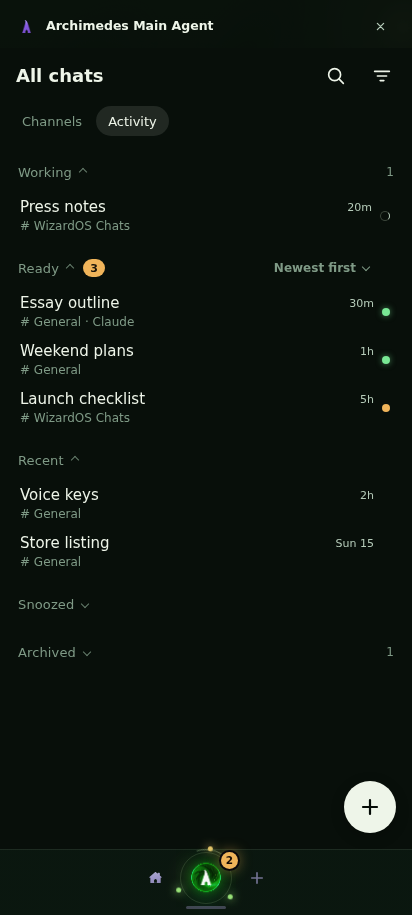 Archimedes Main Agent
All chats
Channels
Activity
Working 1
Press notes 20m
# WizardOS Chats
Ready 3 Newest first
Essay outline 30m
# General · Claude
Weekend plans 1h
# General
Launch checklist 5h
# WizardOS Chats
Recent
Voice keys 2h
# General
Store listing Sun 15
# General
Snoozed
Archived 1
2